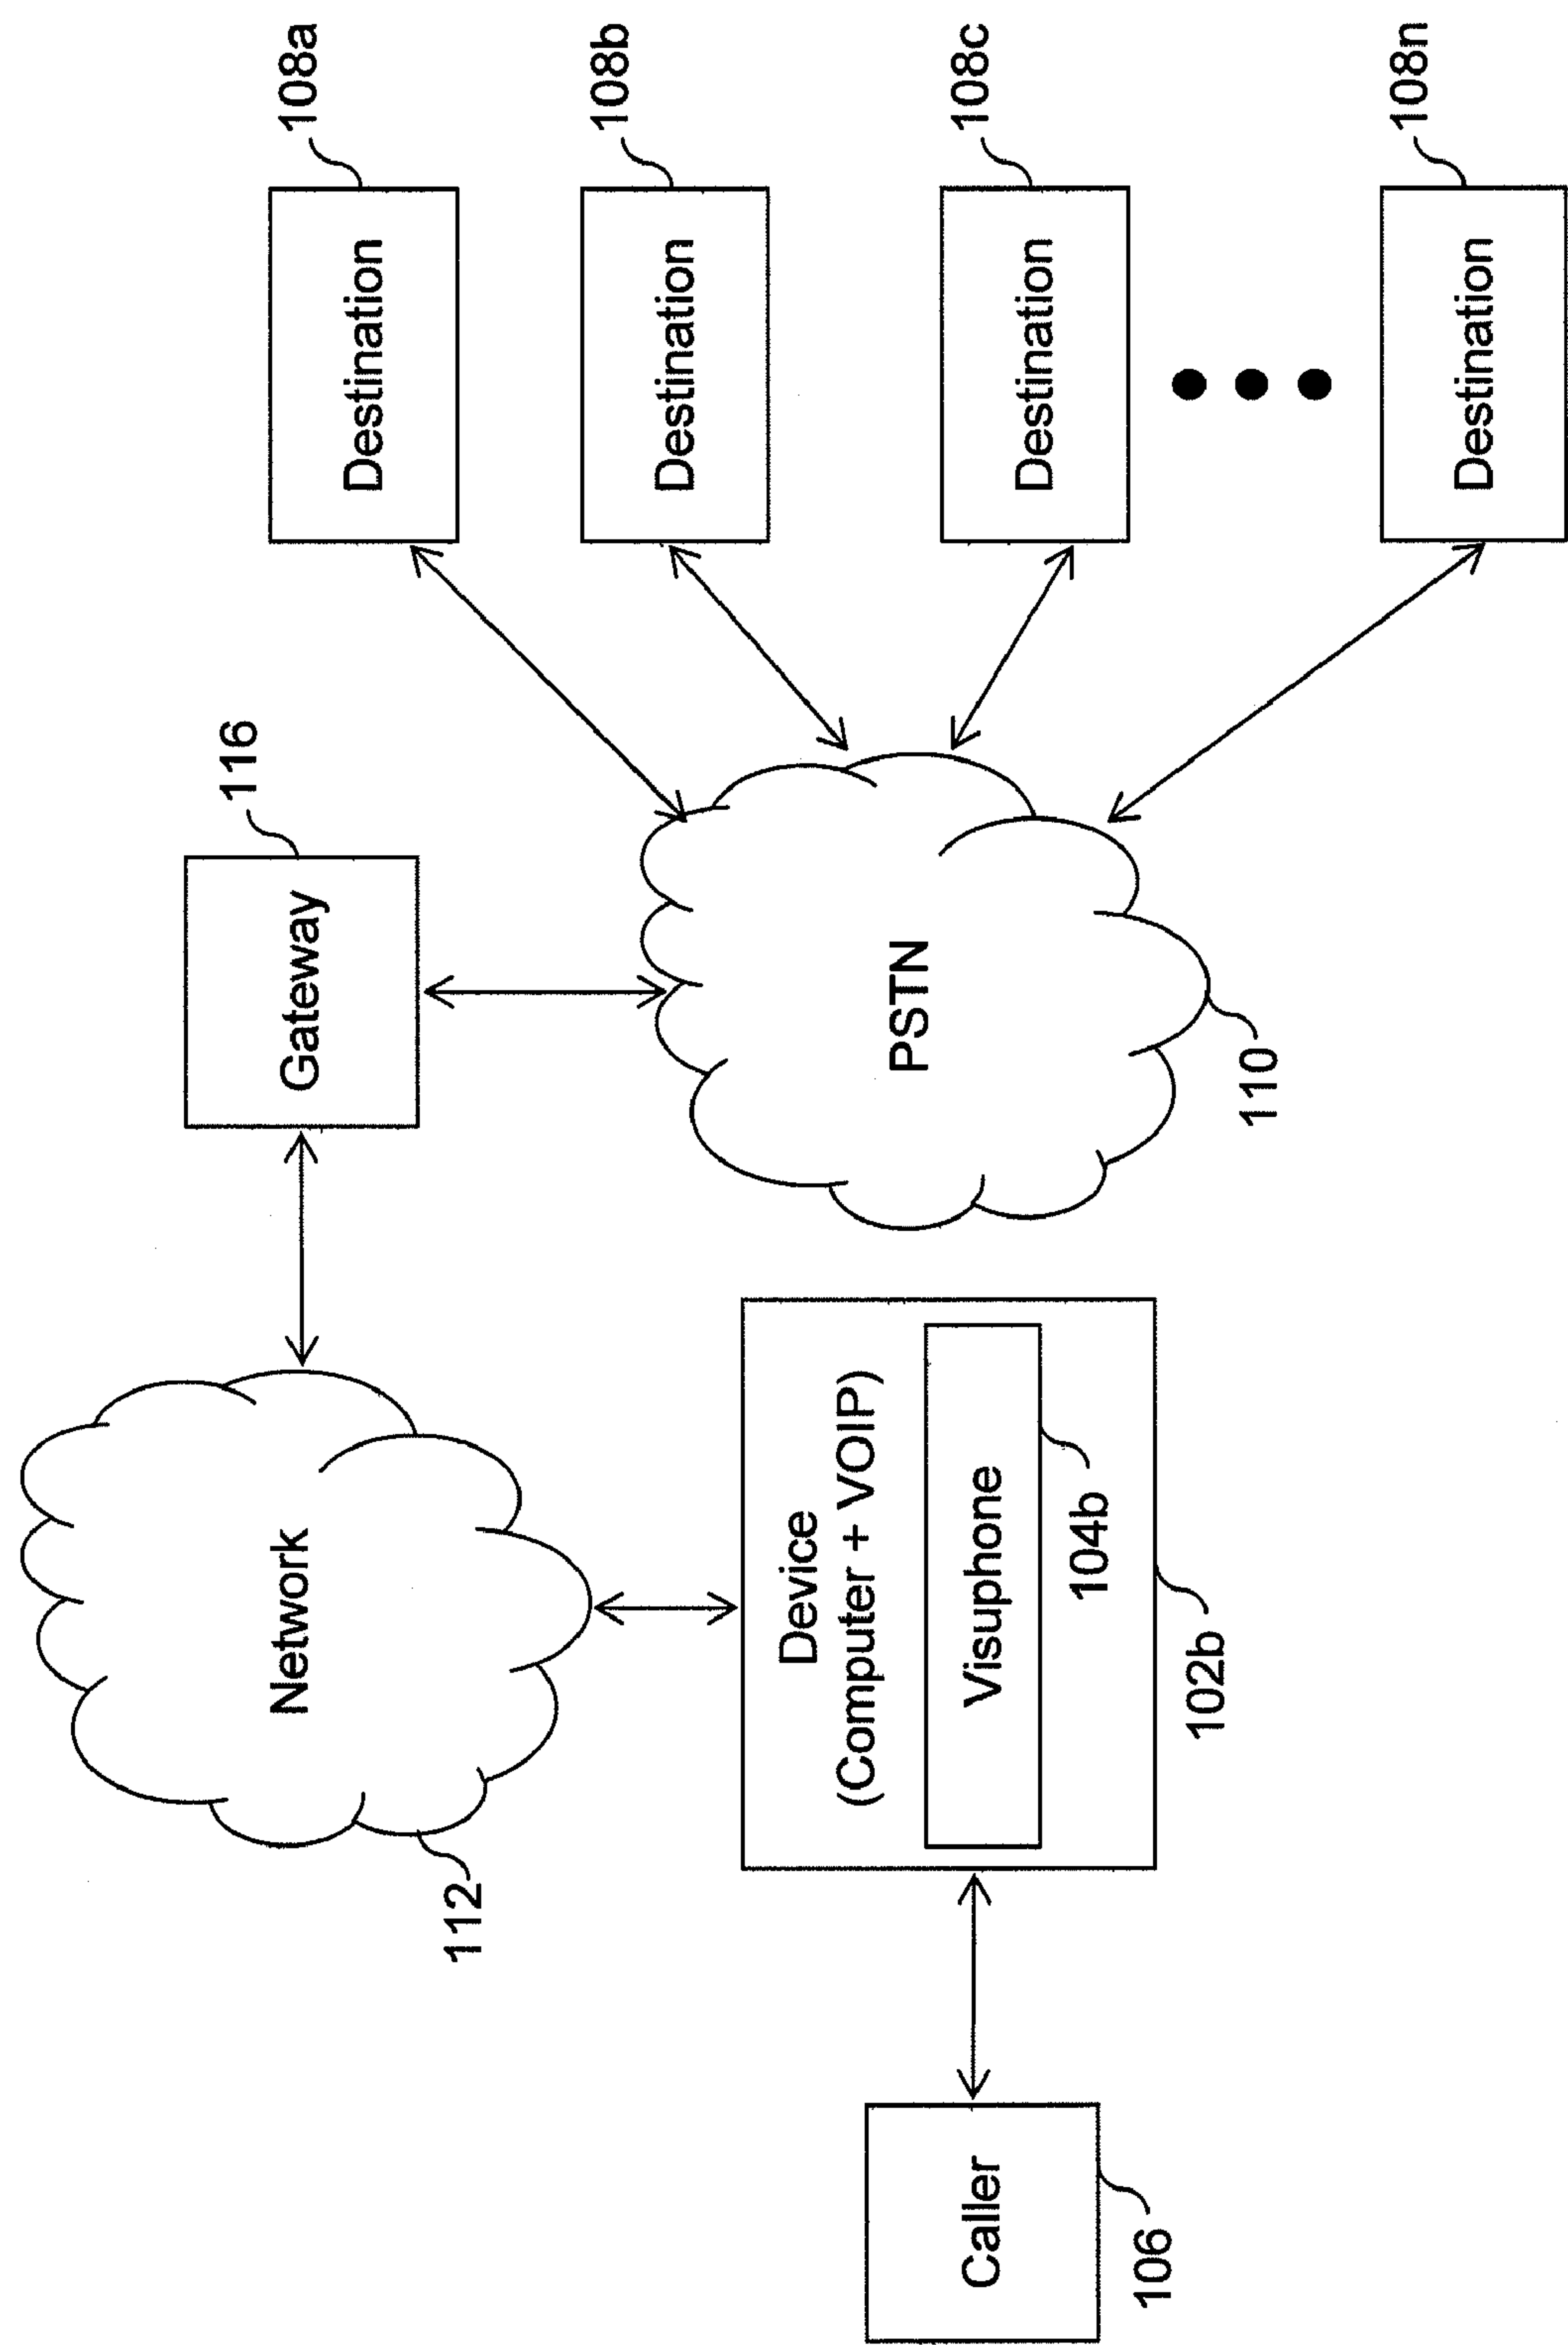 Network
112
Gateway
116
Caller
106
Device
(Computer + VOIP)
Visuphone
104b
102b
PSTN
110
Destination
108a
Destination
108b
Destination
108c
Destination
108n